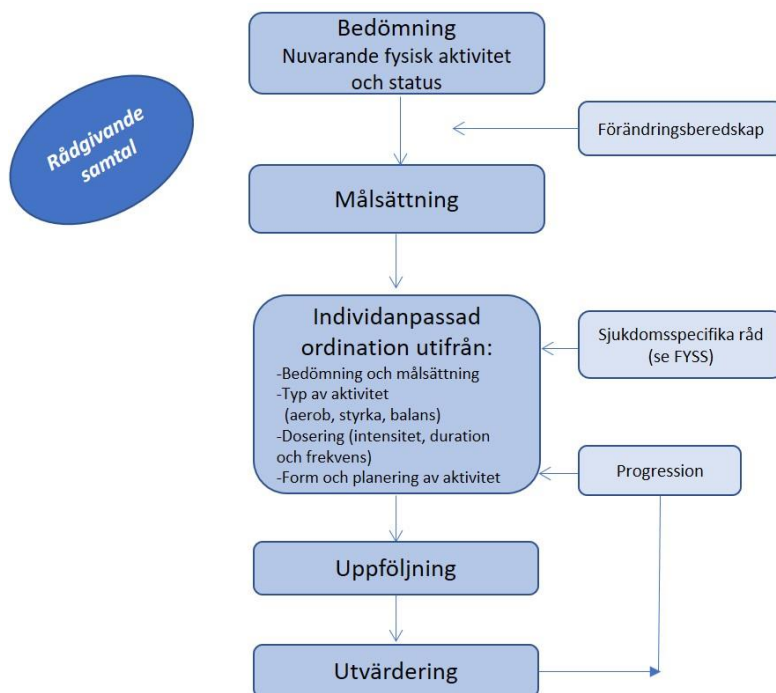 Bedömning
Nuvarande fysisk aktivitet
och status
Rådgivande
samtal
Förändringsberedskap
Målsättning
Individanpassad
ordination utifrån:
-Bedömning och målsättning
-Typ av aktivitet
(aerob, styrka, balans)
-Dosering (intensitet, duration
och frekvens)
-Form och planering av aktivitet
Sjukdomsspecifika råd
(se FYSS)
Progression
Uppföljning
Utvärdering